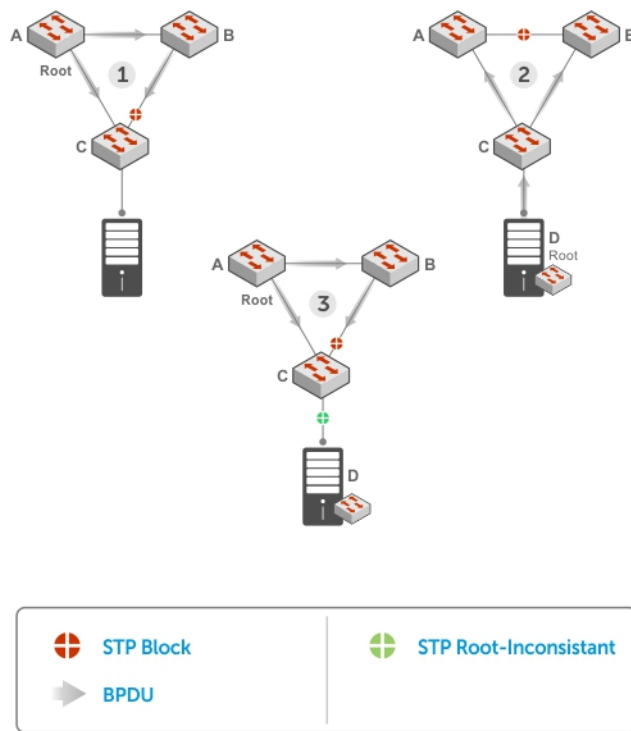 A
B
Root
1
C
A
B
2
C
D
Root
A
B
Root
3
C
D
STP Block
STP Root-Inconsistant
BPDU